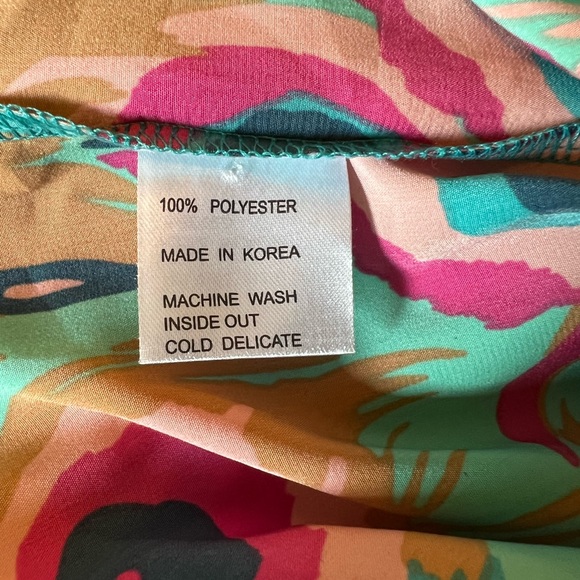 100% POLYESTER
MADE IN KOREA
MACHINE WASH
INSIDE OUT
COLD DELICATE